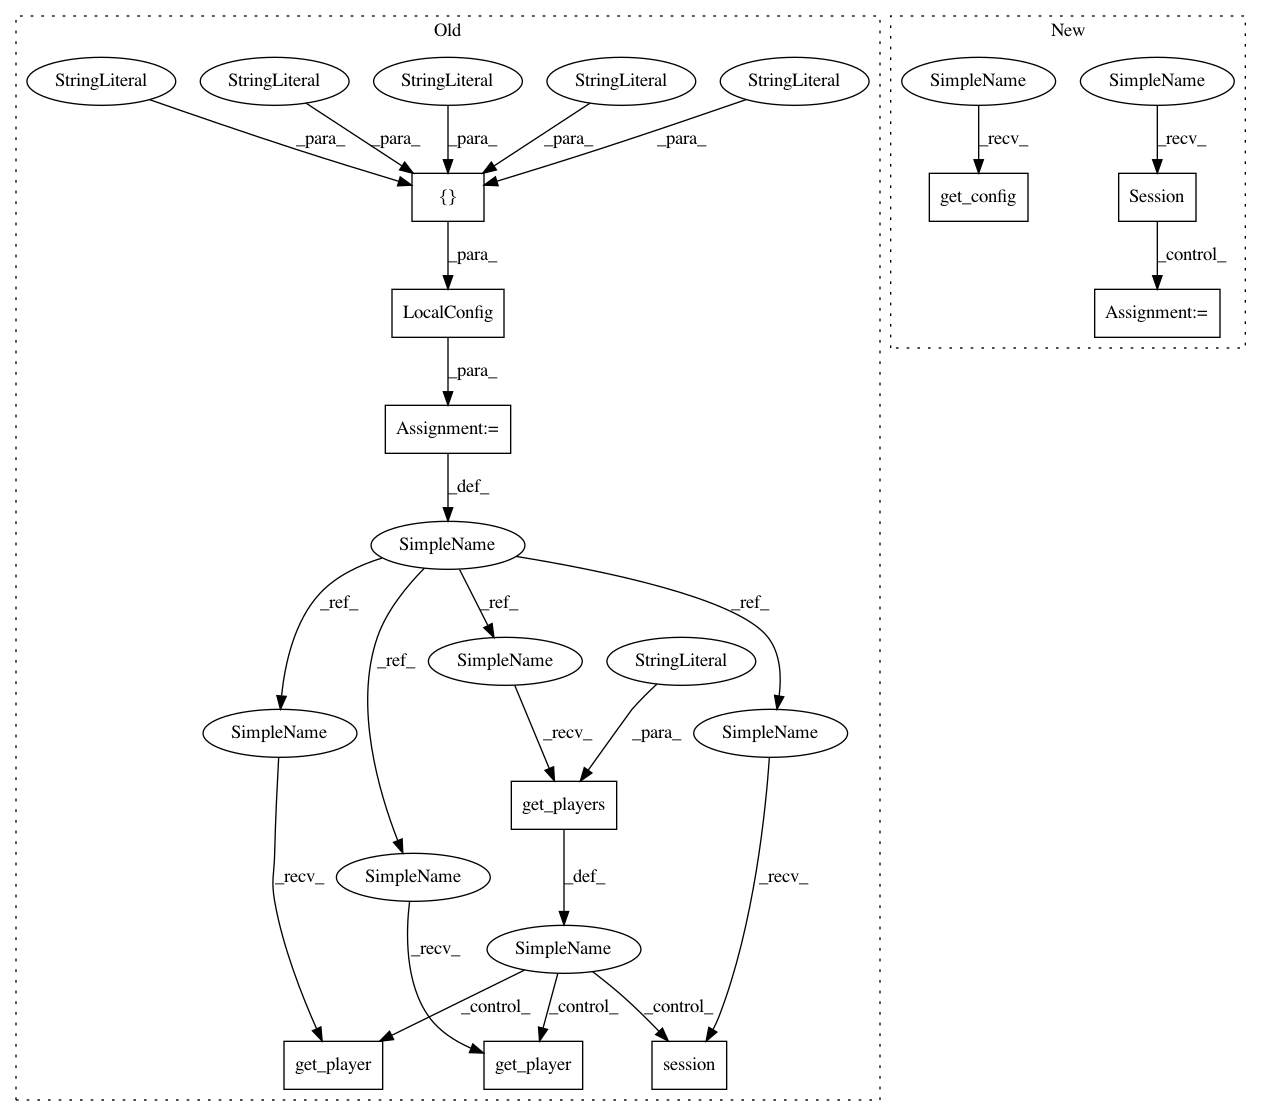 Old
New
StringLiteral
StringLiteral
StringLiteral
StringLiteral
StringLiteral
SimpleName
SimpleName
_para_
_para_
_para_
_para_
_para_
_recv_
_recv_
{}
get_config
Session
_para_
_control_
LocalConfig
Assignment:=
_para_
Assignment:=
_def_
SimpleName
_ref_
_ref_
_ref_
_ref_
SimpleName
StringLiteral
SimpleName
SimpleName
_recv_
_para_
get_players
SimpleName
_recv_
_def_
_recv_
SimpleName
_recv_
_control_
_control_
_control_
get_player
get_player
session